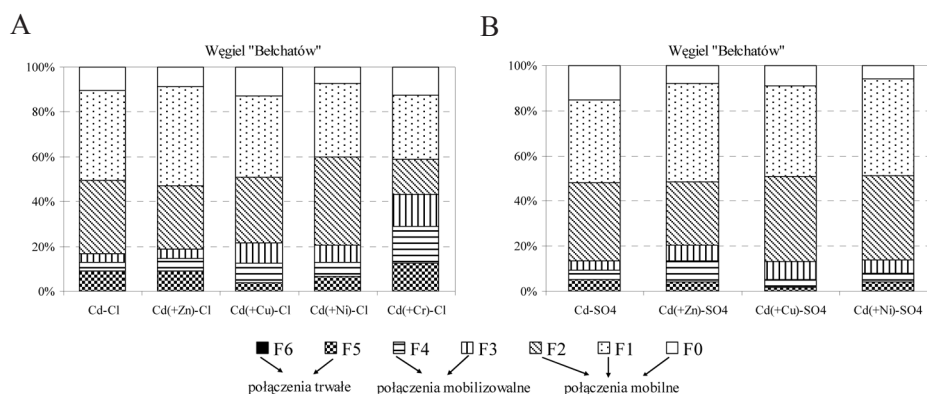 A
Węgiel "Bełchatów"
100%
80%
60%
40%
20%
0%
Cd-Cl Cd(+Zn)-Cl Cd(+Cu)-Cl Cd(+Ni)-Cl Cd(+Cr)-Cl
B
Węgiel "Bełchatów"
100%
80%
60%
40%
20%
0%
Cd-SO4 Cd(+Zn)-SO4 Cd(+Cu)-SO4 Cd(+Ni)-SO4
F6 F5 F4 F3 F2 F1 F0
połączenia trwałe połączenia mobilizowalne połączenia mobilne